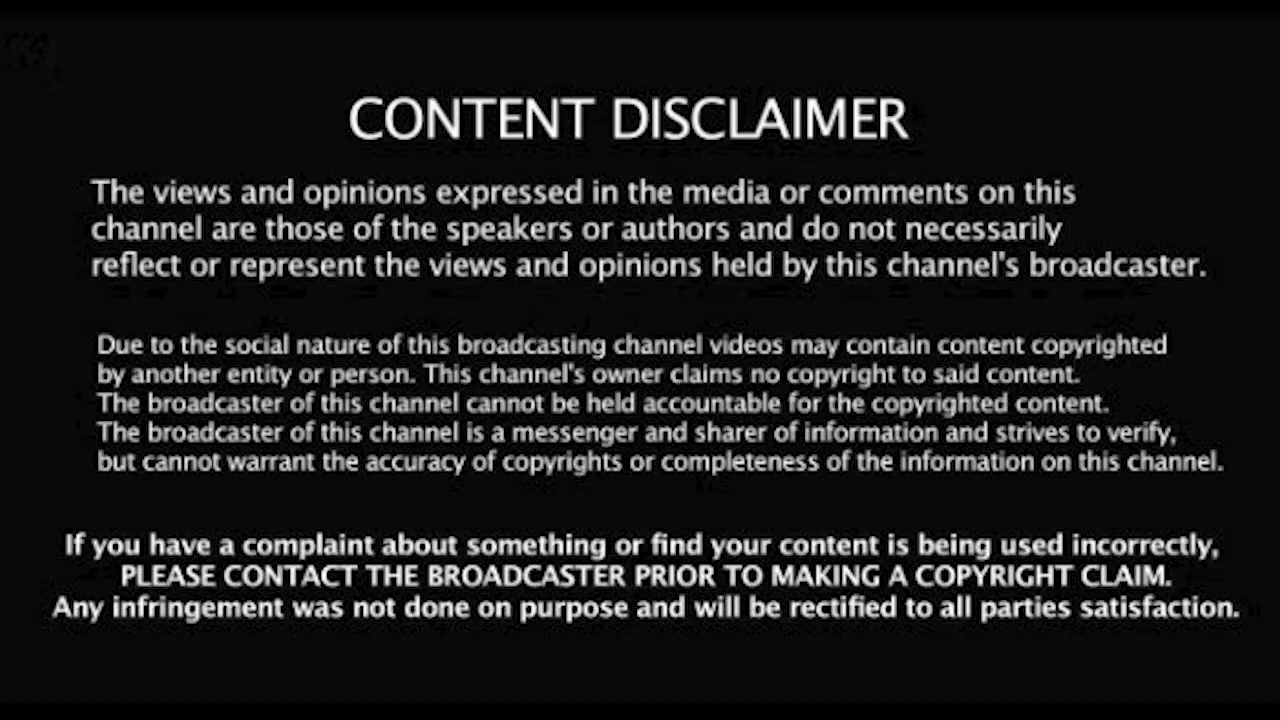 CONTENT DISCLAIMER
The views and opinions expressed in the media or comments on this
channel are those of the speakers or authors and do not necessarily
reflect or represent the views and opinions held by this channel's broadcaster.
Due to the social nature of this broadcasting channel videos may contain content copyrighted
by another entity or person. This channel's owner claims no copyright to said content.
The broadcaster of this channel cannot be held accountable for the copyrighted content.
The broadcaster of this channel is a messenger and sharer of information and strives to verify,
but cannot warrant the accuracy of copyrights or completeness of the information on this channel.
If you have a complaint about something or find your content is being used incorrectly,
PLEASE CONTACT THE BROADCASTER PRIOR TO MAKING A COPYRIGHT CLAIM.
Any infringement was not done on purpose and will be rectified to all parties satisfaction.